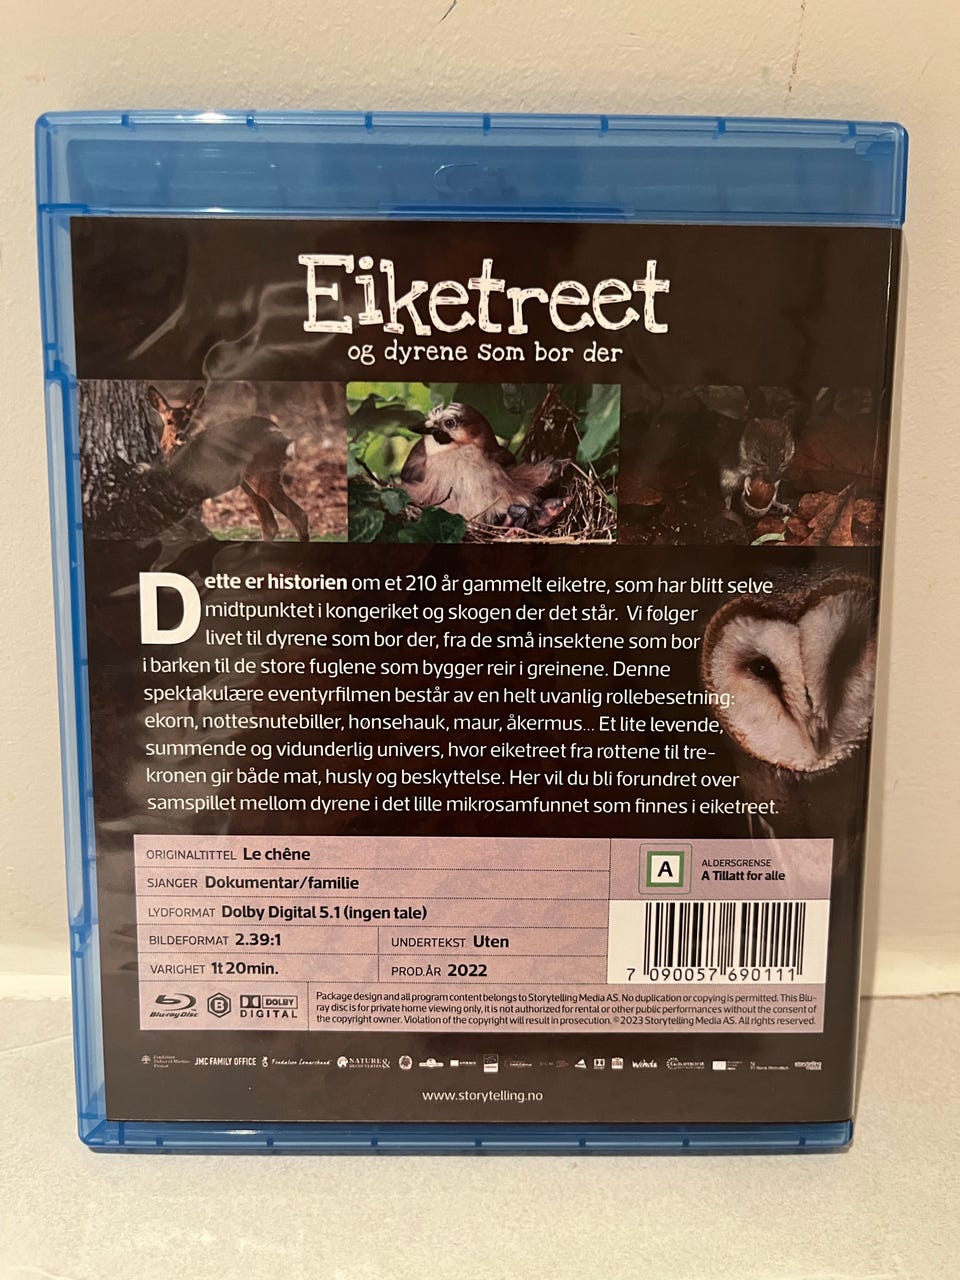 Eiketreet
og dyrene som bor der
Dette er historien om et 210 år gammelt eiketre, som har blitt selve
midtpunktet i kongeriket og skogen der det står. Vi følger
livet til dyrene som bor der, fra de små insektene som bor
i barken til de store fuglene som bygger reir i greinene. Denne
spektakulære eventyrfilmen består av en helt uvanlig rollebesetning:
ekorn, nøttesnutebiller, hønsehauk, maur, åkermus... Et lite levende,
summende og vidunderlig univers, hvor eiketreet fra røttene til tre-
kronen gir både mat, husly og beskyttelse. Her vil du bli forundret over
samspillet mellom dyrene i det lille mikrosamfunnet som finnes i eiketreet.
ORIGINALTITTEL Le chêne
SJANGER Dokumentar/familie
LYDFORMAT Dolby Digital 5.1 (ingen tale)
BILDEFORMAT 2.39:1
UNDERTEKST Uten
VARIGHET 1t 20min.
PROD.ÅR 2022
A
ALDERSGRENSE
A Tillatt for alle
7 090057 690111
Blu-ray Disc
B
DOLBY
DIGITAL
Package design and all program content belongs to Storytelling Media AS. No duplication or copying is permitted. This Blu-
ray disc is for private home viewing only, it is not authorized for rental or other public performances without the consent of
the copyright owner. Violation of the copyright will result in prosecution. ©2023 Storytelling Media AS. All rights reserved.
JMC FAMILY OFFICE
NATURE &
DECOUVERTES
winds
Gaumont
storytelling
www.storytelling.no